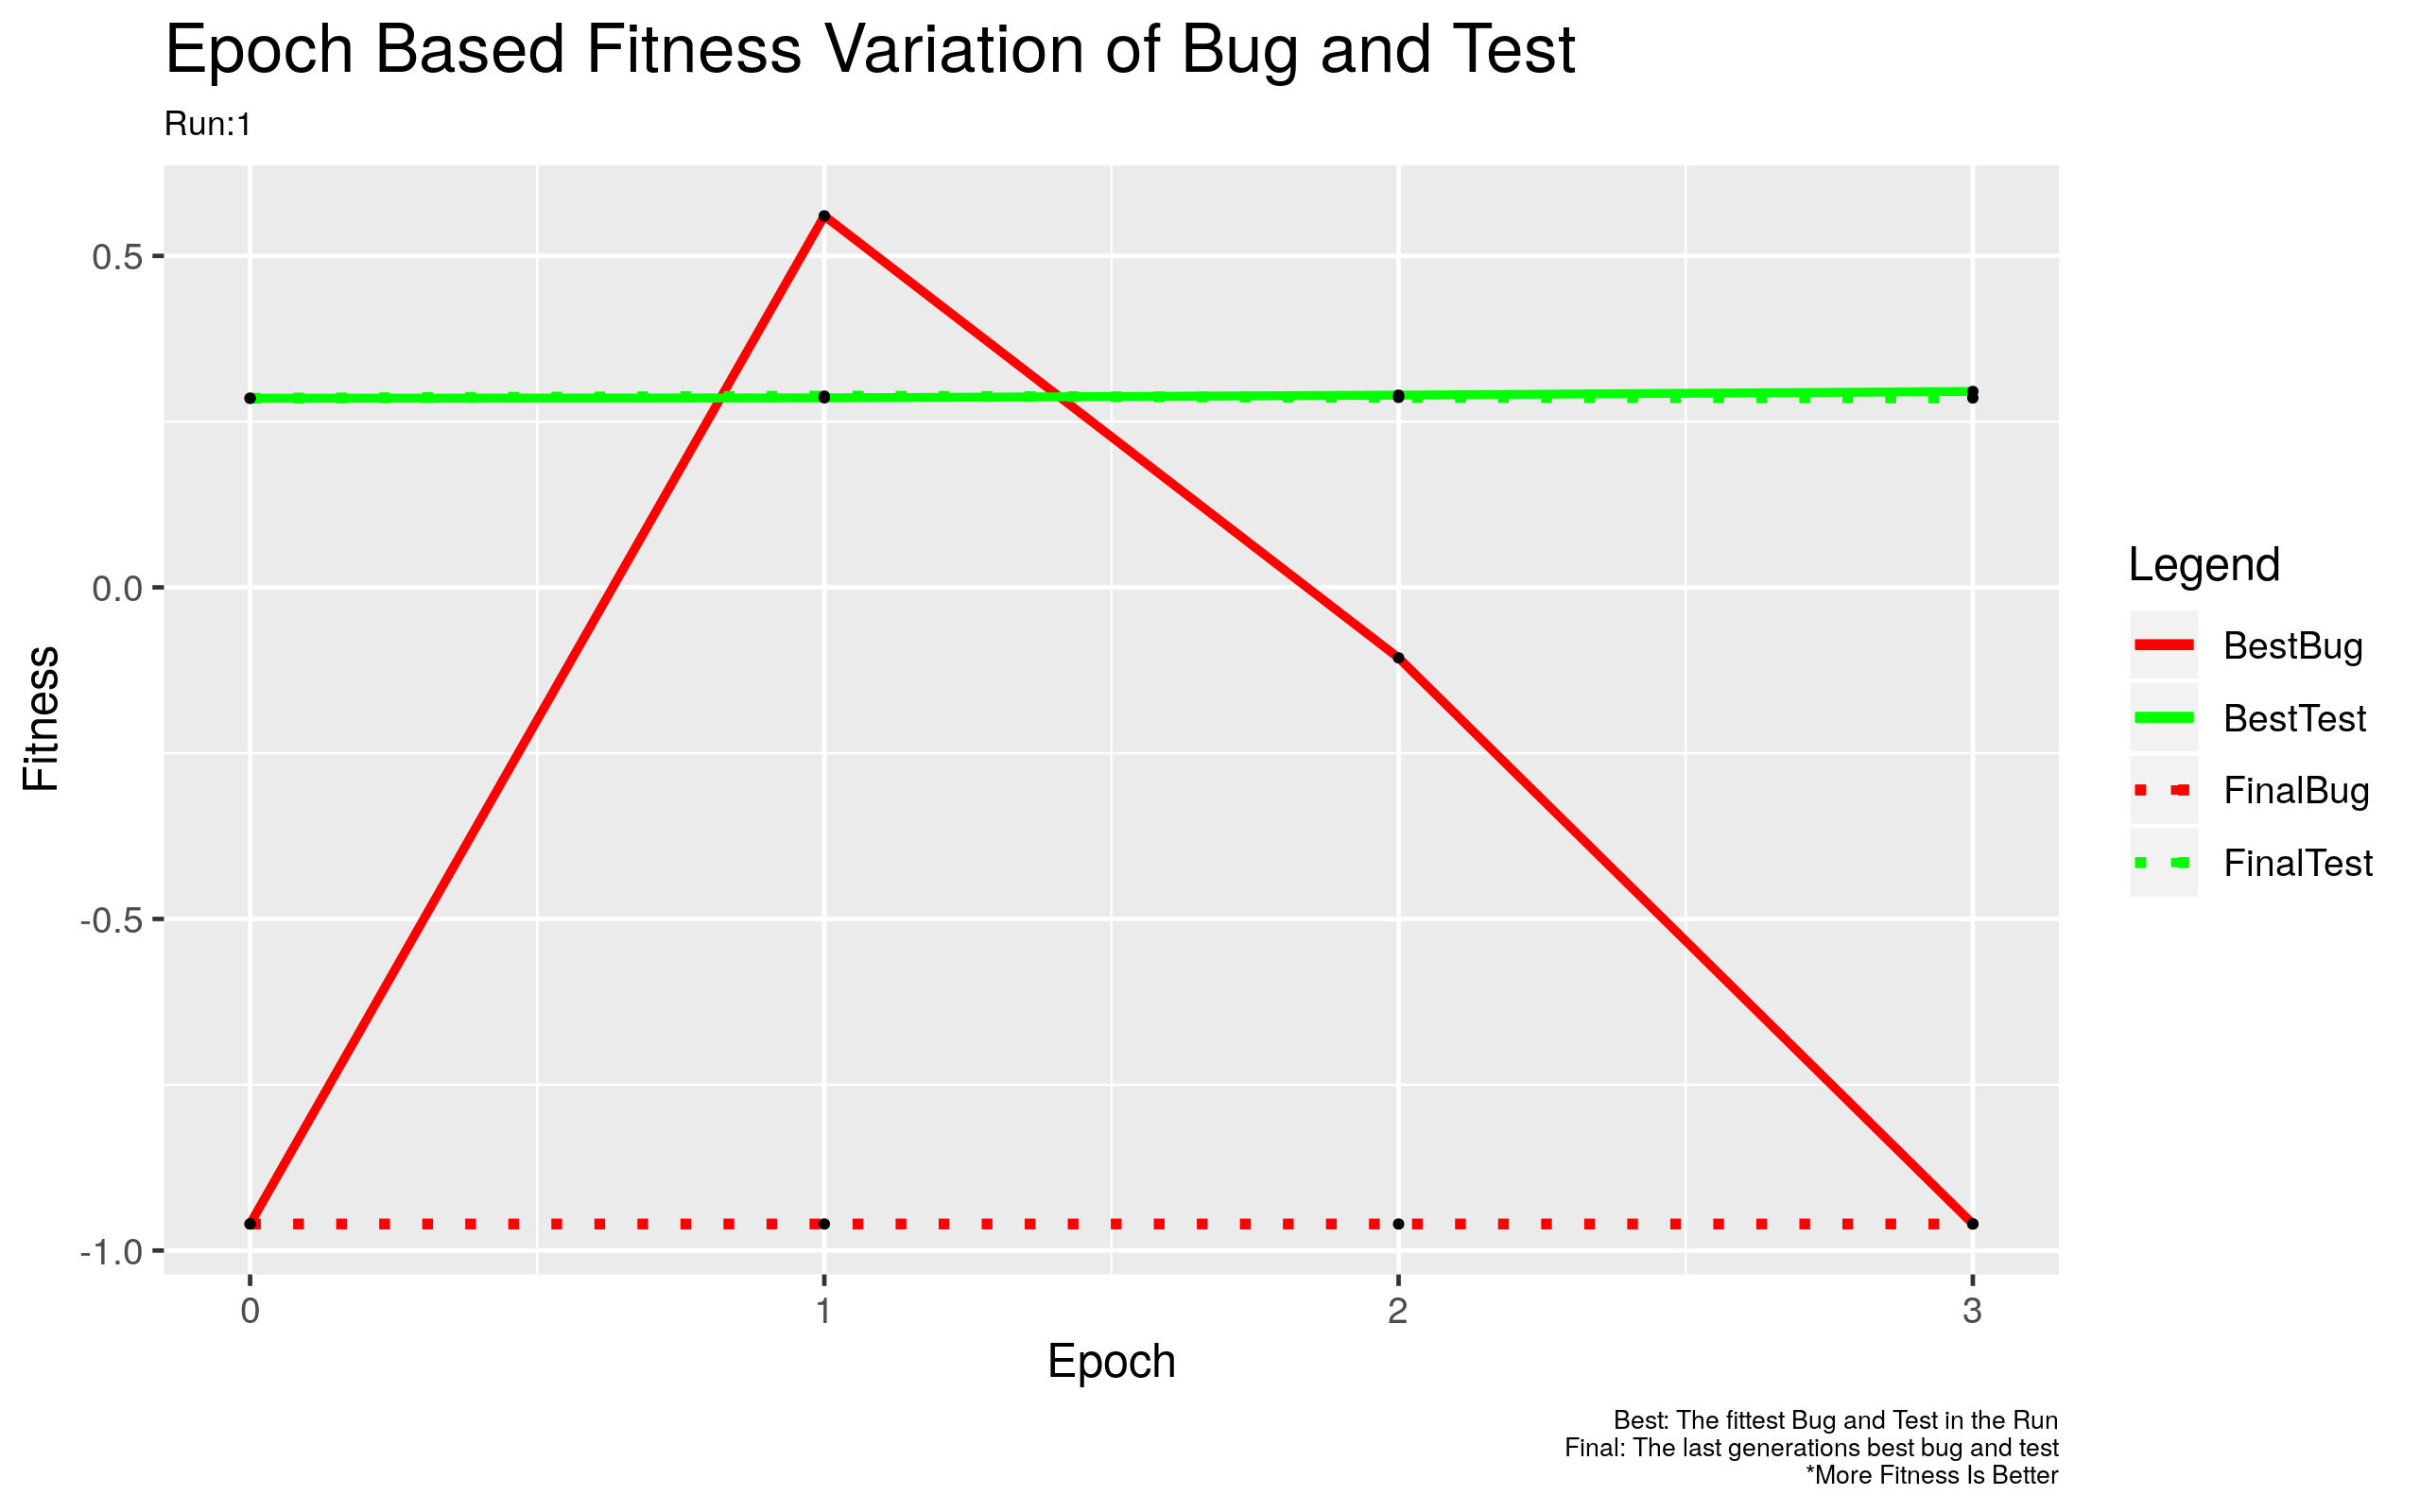 Epoch Based Fitness Variation of Bug and Test
Run:1
0.5
0.0
-0.5
-1.0
Fitness
0
1
2
3
Epoch
Legend
BestBug
BestTest
FinalBug
FinalTest
Best: The fittest Bug and Test in the Run
Final: The last generations best bug and test
*More Fitness Is Better